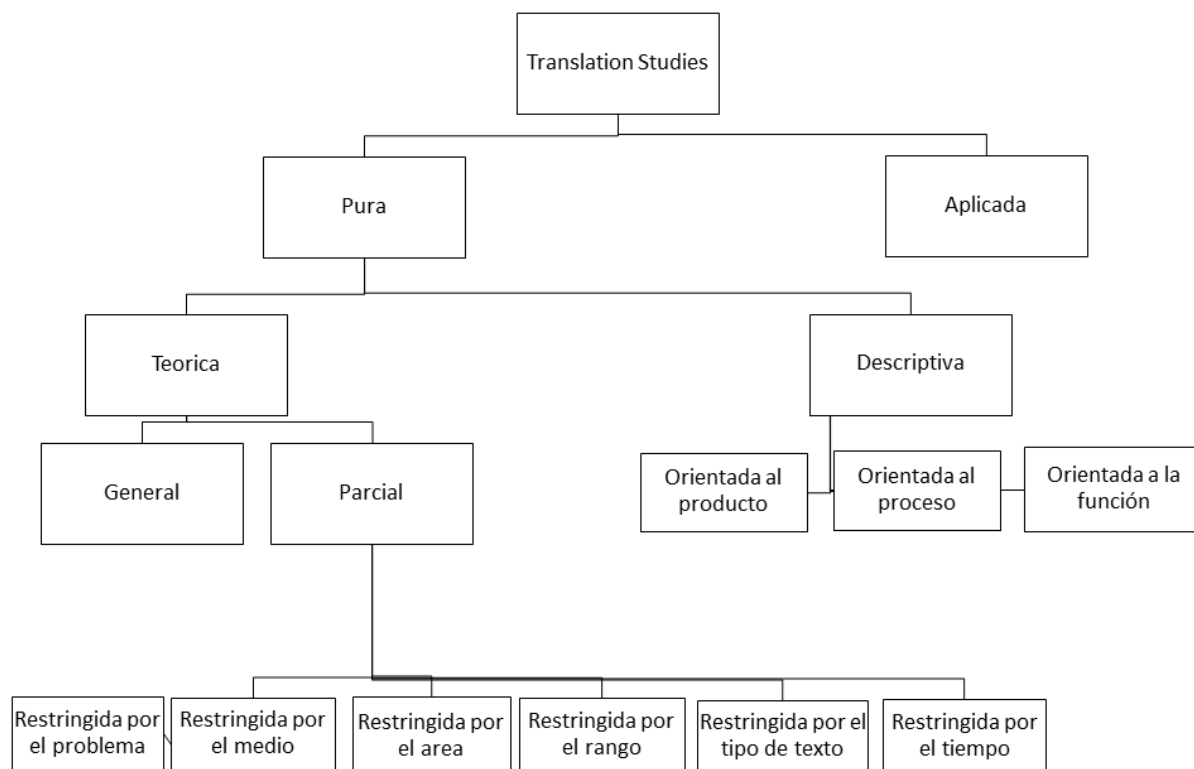 Translation Studies
Pura
Aplicada
Teorica
Descriptiva
General
Parcial
Orientada al
producto
Orientada al
proceso
Orientada a la
función
Restringida por
el problema
Restringida por
el medio
Restringida por
el area
Restringida por
el rango
Restringida por el
tipo de texto
Restringida por
el tiempo